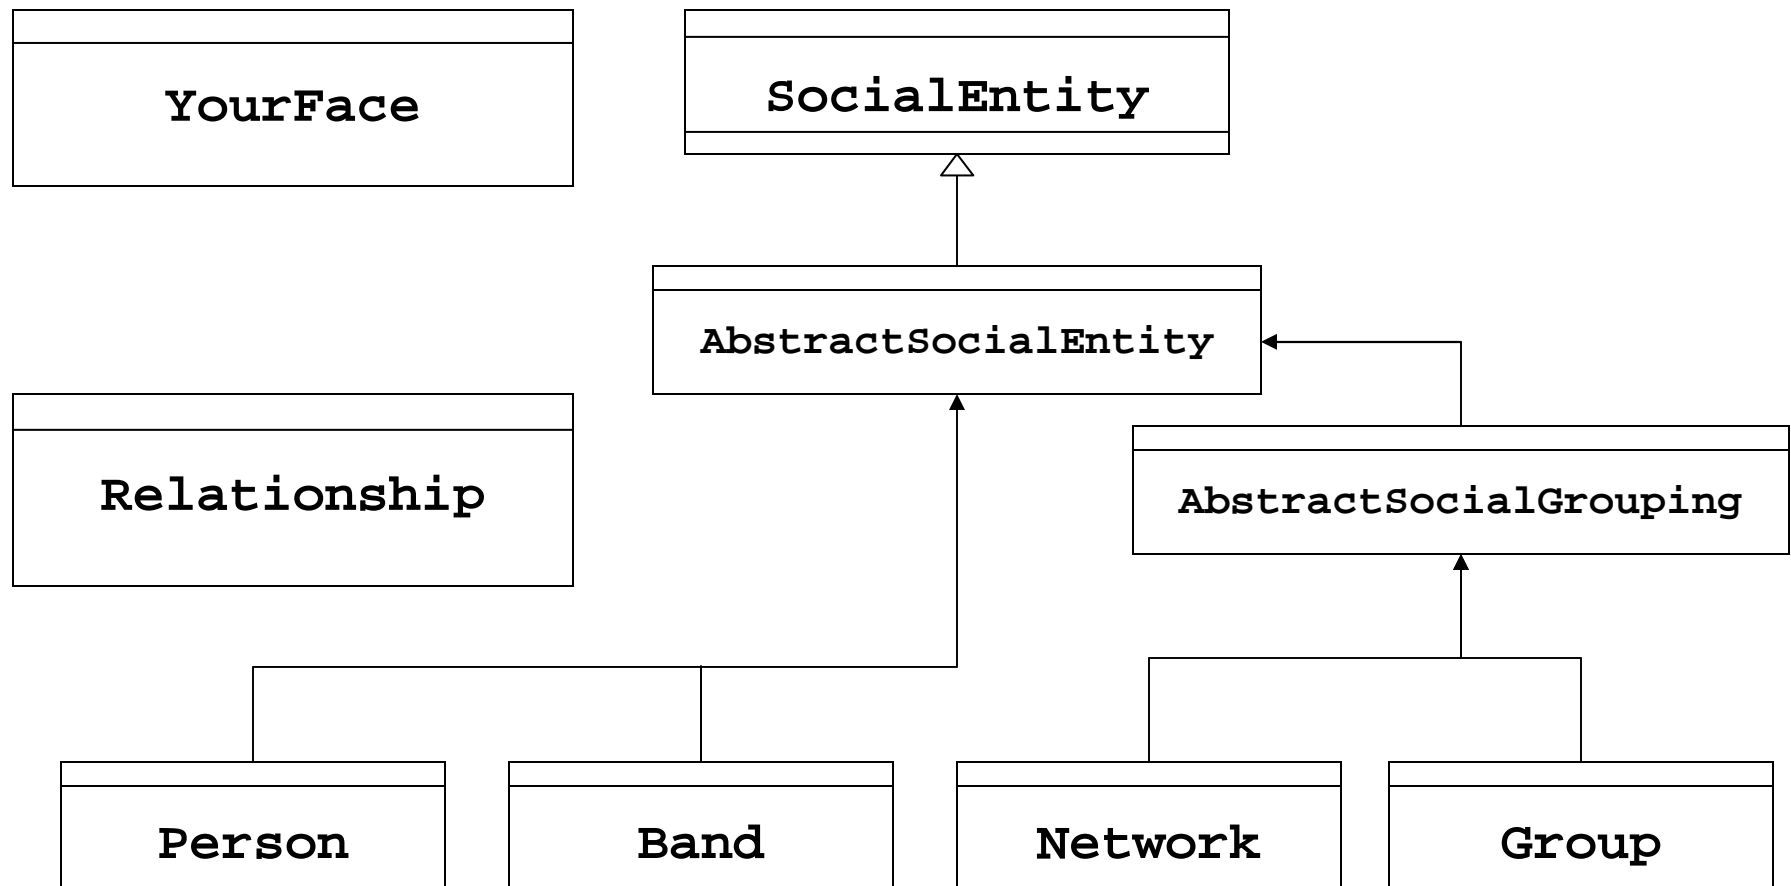 YourFace
SocialEntity
AbstractSocialEntity
Relationship
AbstractSocialGrouping
Person
Band
Network
Group